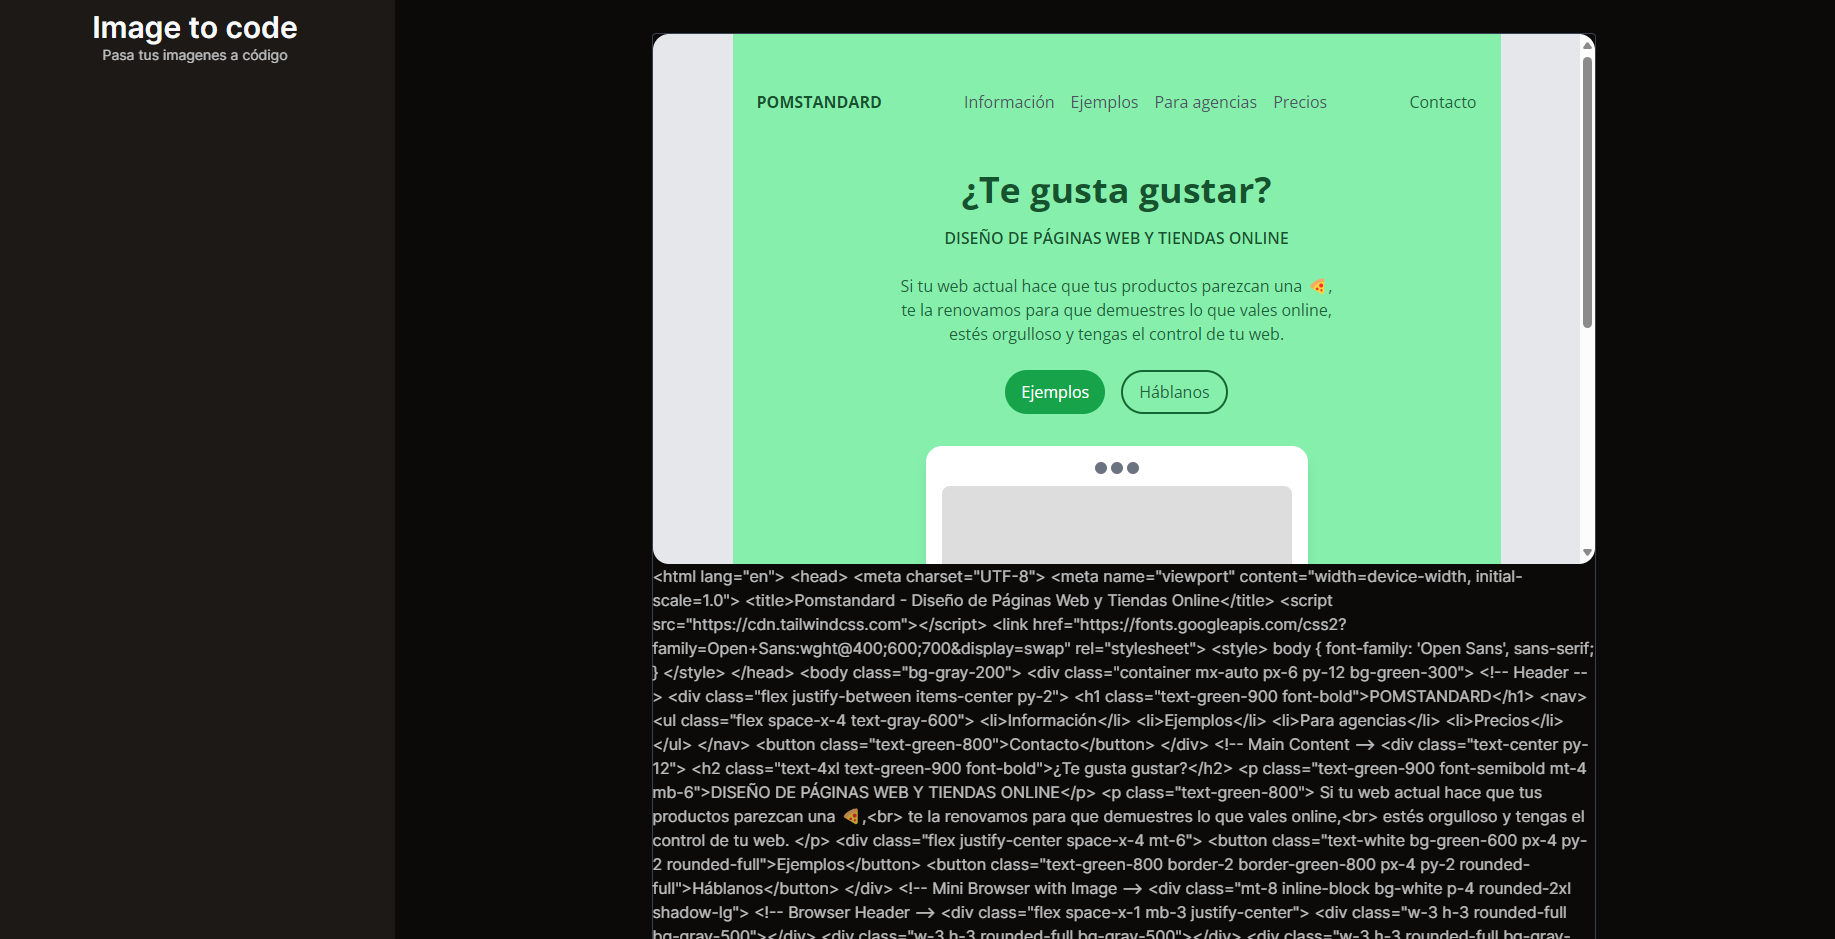 Image to code
Pasa tus imagenes a código
POMSTANDARD
Información Ejemplos Para agencias Precios
Contacto
¿Te gusta gustar?
DISEÑO DE PÁGINAS WEB Y TIENDAS ONLINE
Si tu web actual hace que tus productos parezcan una 🍕,
te la renovamos para que demuestres lo que vales online,
estés orgulloso y tengas el control de tu web.
Ejemplos
Háblanos
<html lang="en"> <head> <meta charset="UTF-8"> <meta name="viewport" content="width=device-width, initial-
scale=1.0"> <title>Pomstandard - Diseño de Páginas Web y Tiendas Online</title> <script
src="https://cdn.tailwindcss.com"></script> <link href="https://fonts.googleapis.com/css2?
family=Open+Sans:wght@400;600;700&display=swap" rel="stylesheet"> <style> body { font-family: 'Open Sans', sans-serif;
} </style> </head> <body class="bg-gray-200"> <div class="container mx-auto px-6 py-12 bg-green-300"> <!-- Header --
> <div class="flex justify-between items-center py-2"> <h1 class="text-green-900 font-bold">POMSTANDARD</h1> <nav>
<ul class="flex space-x-4 text-gray-600"> <li>Información</li> <li>Ejemplos</li> <li>Para agencias</li> <li>Precios</li>
</ul> </nav> <button class="text-green-800">Contacto</button> </div> <!-- Main Content --> <div class="text-center py-
12"> <h2 class="text-4xl text-green-900 font-bold">¿Te gusta gustar?</h2> <p class="text-green-900 font-semibold mt-4
mb-6">DISEÑO DE PÁGINAS WEB Y TIENDAS ONLINE</p> <p class="text-green-800"> Si tu web actual hace que tus
productos parezcan una 🍕,<br> te la renovamos para que demuestres lo que vales online,<br> estés orgulloso y tengas el
control de tu web. </p> <div class="flex justify-center space-x-4 mt-6"> <button class="text-white bg-green-600 px-4 py-
2 rounded-full">Ejemplos</button> <button class="text-green-800 border-2 border-green-800 px-4 py-2 rounded-
full">Háblanos</button> </div> <!-- Mini Browser with Image --> <div class="mt-8 inline-block bg-white p-4 rounded-2xl
shadow-lg"> <!-- Browser Header --> <div class="flex space-x-1 mb-3 justify-center"> <div class="w-3 h-3 rounded-full
bg-gray-500"></div> <div class="w-3 h-3 rounded-full bg-gray-500"></div> <div class="w-3 h-3 rounded-full bg-gray-